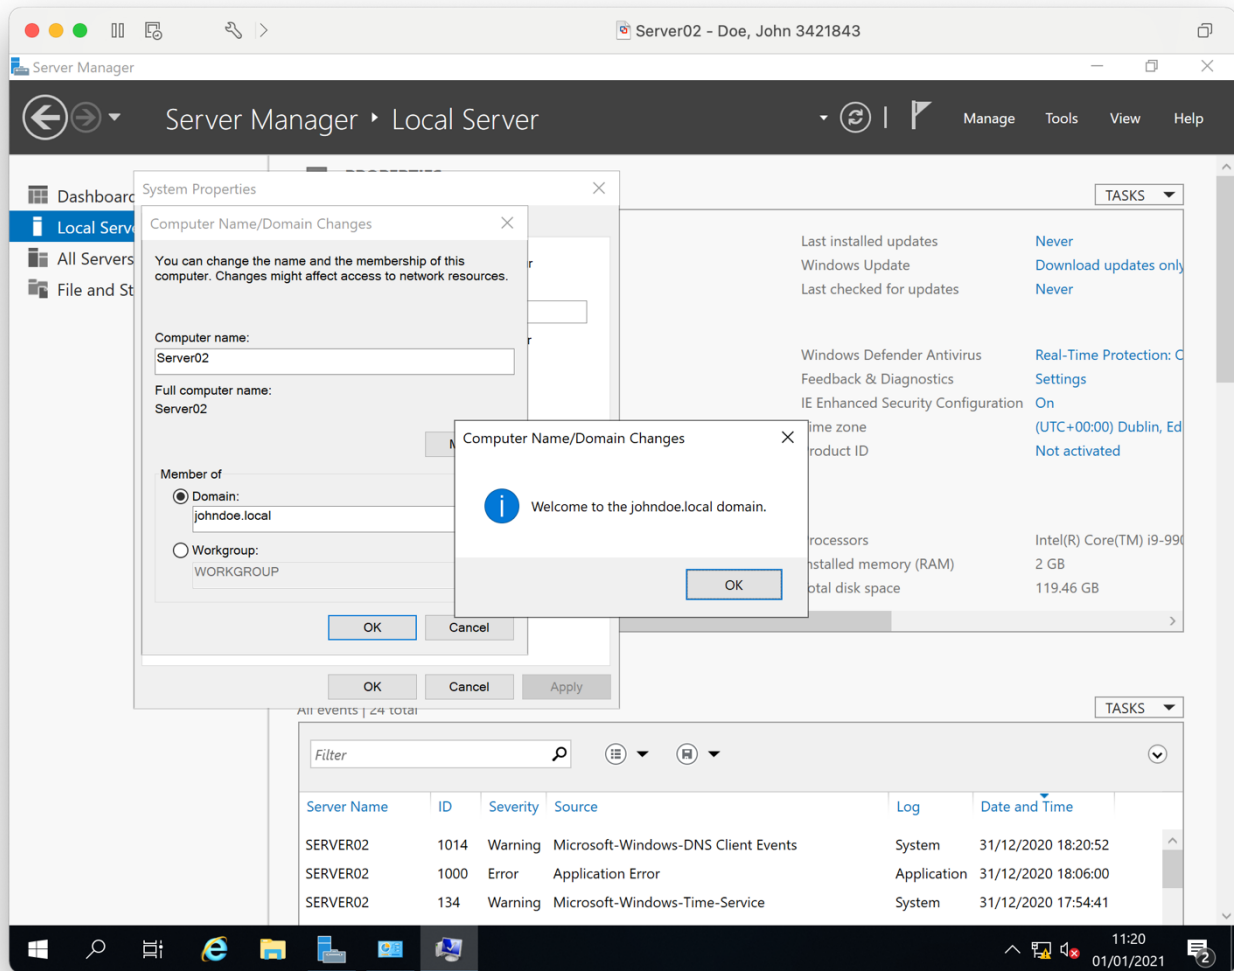 Server02 - Doe, John 3421843
Server Manager
Server Manager ‣ Local Server
Manage
Tools
View
Help
Dashboard
Local Serv
All Servers
File and St
TASKS
System Properties
Computer Name/Domain Changes
You can change the name and the membership of this
computer. Changes might affect access to network resources.
Computer name:
Server02
Full computer name:
Server02
Member of
Domain:
johndoe.local
Workgroup:
WORKGROUP
OK
Cancel
OK
Cancel
Apply
Computer Name/Domain Changes
Welcome to the johndoe.local domain.
OK
Last installed updates Never
Windows Update Download updates only
Last checked for updates Never
Windows Defender Antivirus Real-Time Protection:
Feedback & Diagnostics Settings
IE Enhanced Security Configuration On
ime zone (UTC+00:00) Dublin, Ed
roduct ID Not activated
rocessors Intel(R) Core(TM) i9-990
nstalled memory (RAM) 2 GB
otal disk space 119.46 GB
All events | 24 total
TASKS
Filter
Server Name ID Severity Source Log Date and Time
SERVER02 1014 Warning Microsoft-Windows-DNS Client Events System 31/12/2020 18:20:52
SERVER02 1000 Error Application Error Application 31/12/2020 18:06:00
SERVER02 134 Warning Microsoft-Windows-Time-Service System 31/12/2020 17:54:41
11:20
01/01/2021
2